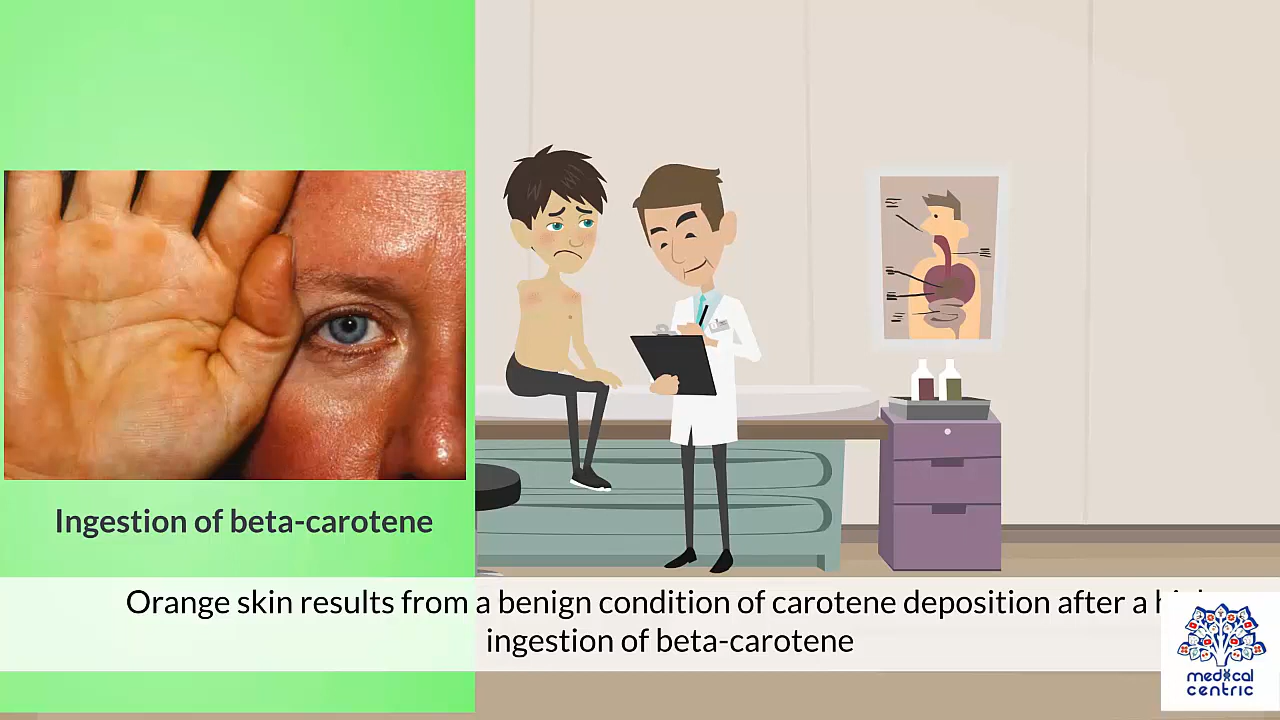 Ingestion of beta-carotene
Orange skin results from a benign condition of carotene deposition after a
ingestion of beta-carotene
medical
centric